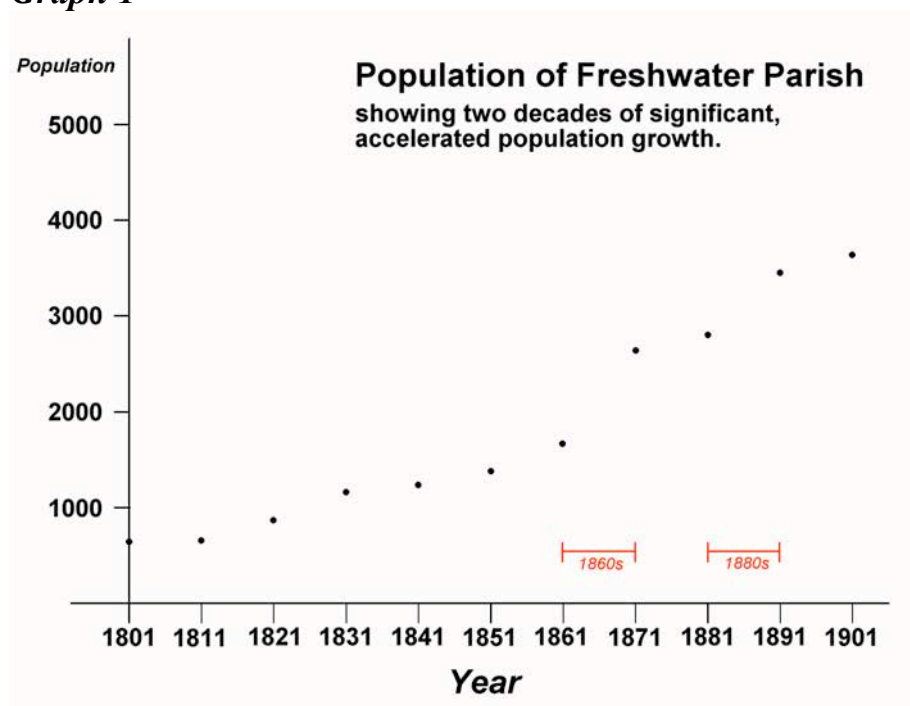 Graph 1
Population
Population of Freshwater Parish
showing two decades of significant,
accelerated population growth.
5000
4000
3000
2000
1000
1860s
1880s
1801 1811 1821 1831 1841 1851 1861 1871 1881 1891 1901
Year